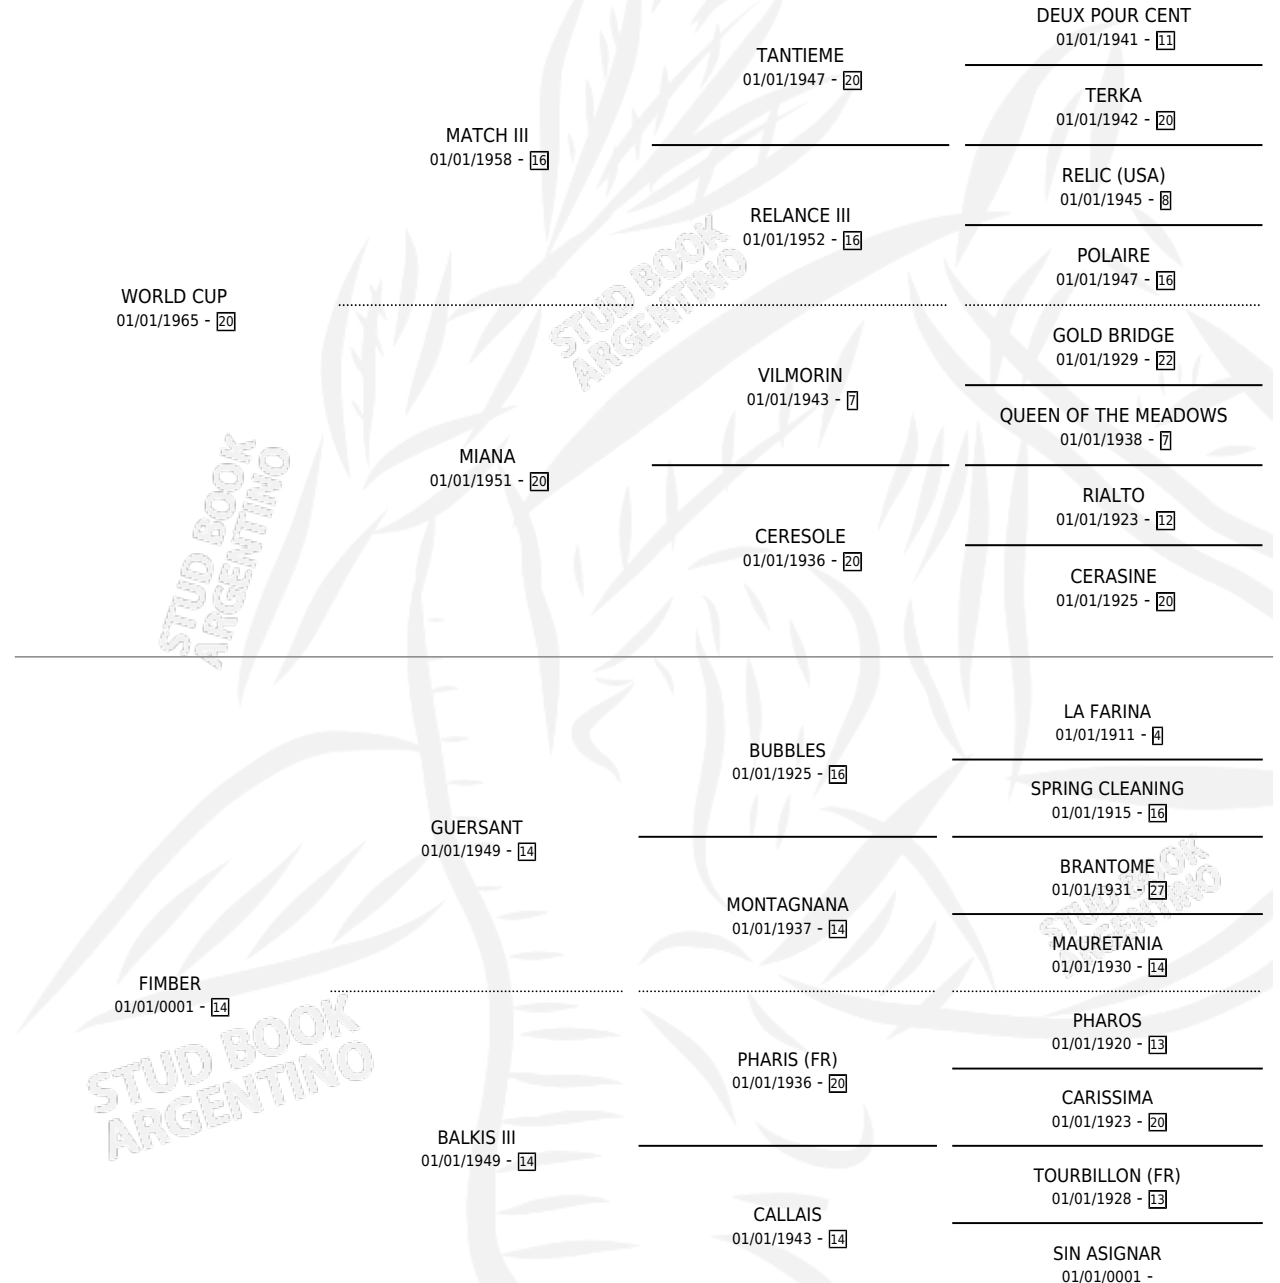 DEUX POUR CENT
01/01/1941 - 11
TANTIEME
01/01/1947 - 20
TERKA
01/01/1942 - 20
MATCH III
01/01/1958 - 16
RELIC (USA)
01/01/1945 - 8
RELANCE III
01/01/1952 - 16
POLAIRE
01/01/1947 - 16
WORLD CUP
01/01/1965 - 20
GOLD BRIDGE
01/01/1929 - 22
VILMORIN
01/01/1943 - 7
QUEEN OF THE MEADOWS
01/01/1938 - 7
MIANA
01/01/1951 - 20
RIALTO
01/01/1923 - 12
CERESOLE
01/01/1936 - 20
CERASINE
01/01/1925 - 20
LA FARINA
01/01/1911 - 4
BUBBLES
01/01/1925 - 16
SPRING CLEANING
01/01/1915 - 16
GUERSANT
01/01/1949 - 14
BRANTOME
01/01/1931 - 27
MONTAGNANA
01/01/1937 - 14
MAURETANIA
01/01/1930 - 14
FIMBER
01/01/0001 - 14
PHAROS
01/01/1920 - 13
PHARIS (FR)
01/01/1936 - 20
CARISSIMA
01/01/1923 - 20
BALKIS III
01/01/1949 - 14
TOURBILLON (FR)
01/01/1928 - 13
CALLAIS
01/01/1943 - 14
SIN ASIGNAR
01/01/0001 -
STUD BOOK
ARGENTINO
STUD BOOK
ARGENTINO
STUD BOOK
ARGENTINO
STUD BOOK
ARGENTINO